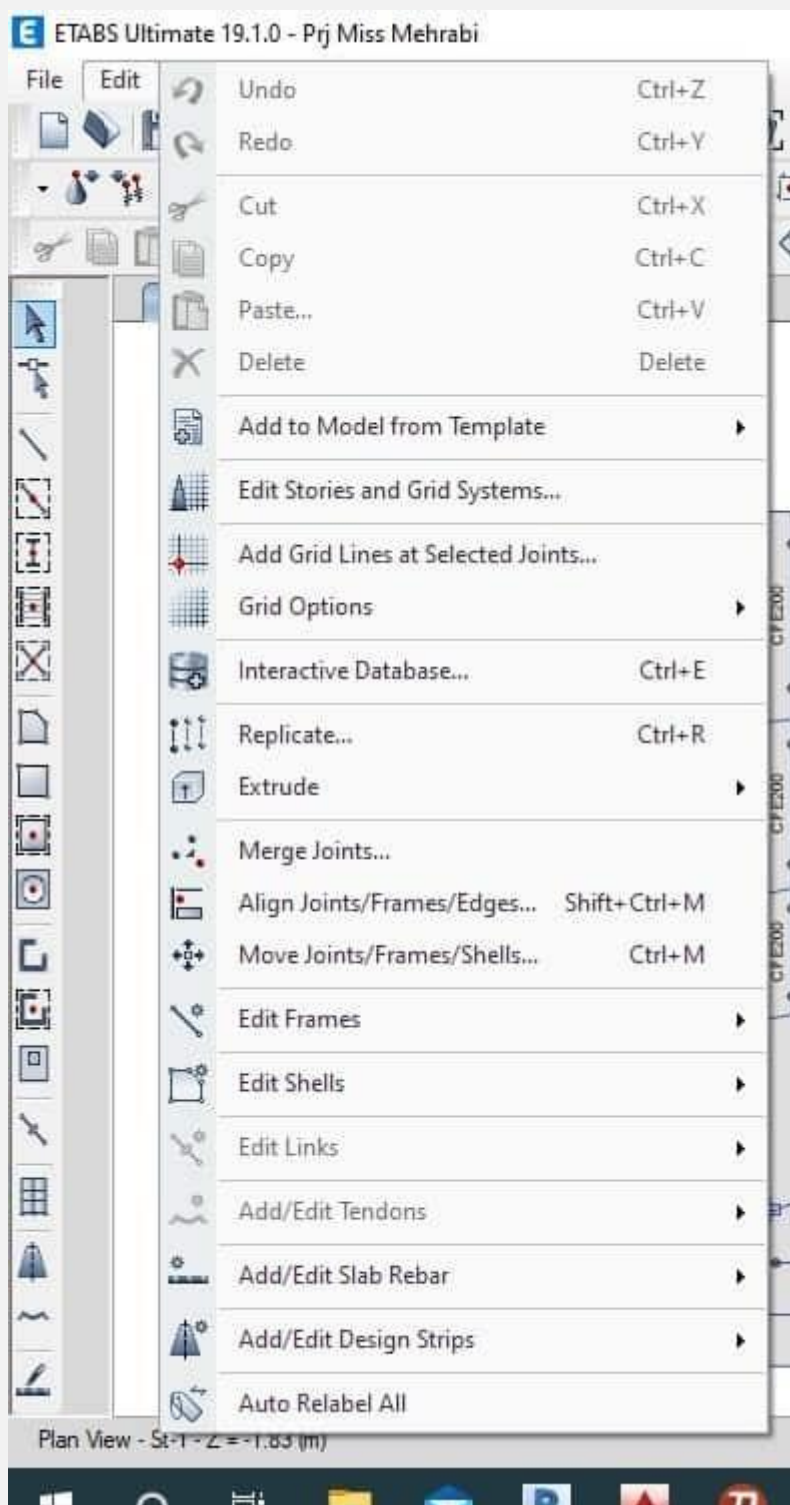 ETABS Ultimate 19.1.0 - Prj Miss Mehrabi
File Edit
Undo Ctrl+Z
Redo Ctrl+Y
Cut Ctrl+X
Copy Ctrl+C
Paste... Ctrl+V
Delete Delete
Add to Model from Template
Edit Stories and Grid Systems...
Add Grid Lines at Selected Joints...
Grid Options
Interactive Database... Ctrl+E
Replicate... Ctrl+R
Extrude
Merge Joints...
Align Joints/Frames/Edges... Shift+Ctrl+M
Move Joints/Frames/Shells... Ctrl+M
Edit Frames
Edit Shells
Edit Links
Add/Edit Tendons
Add/Edit Slab Rebar
Add/Edit Design Strips
Auto Relabel All
CFE200
CFE200
CFE200
Plan View - St-1 - Z = -1.83 (m)